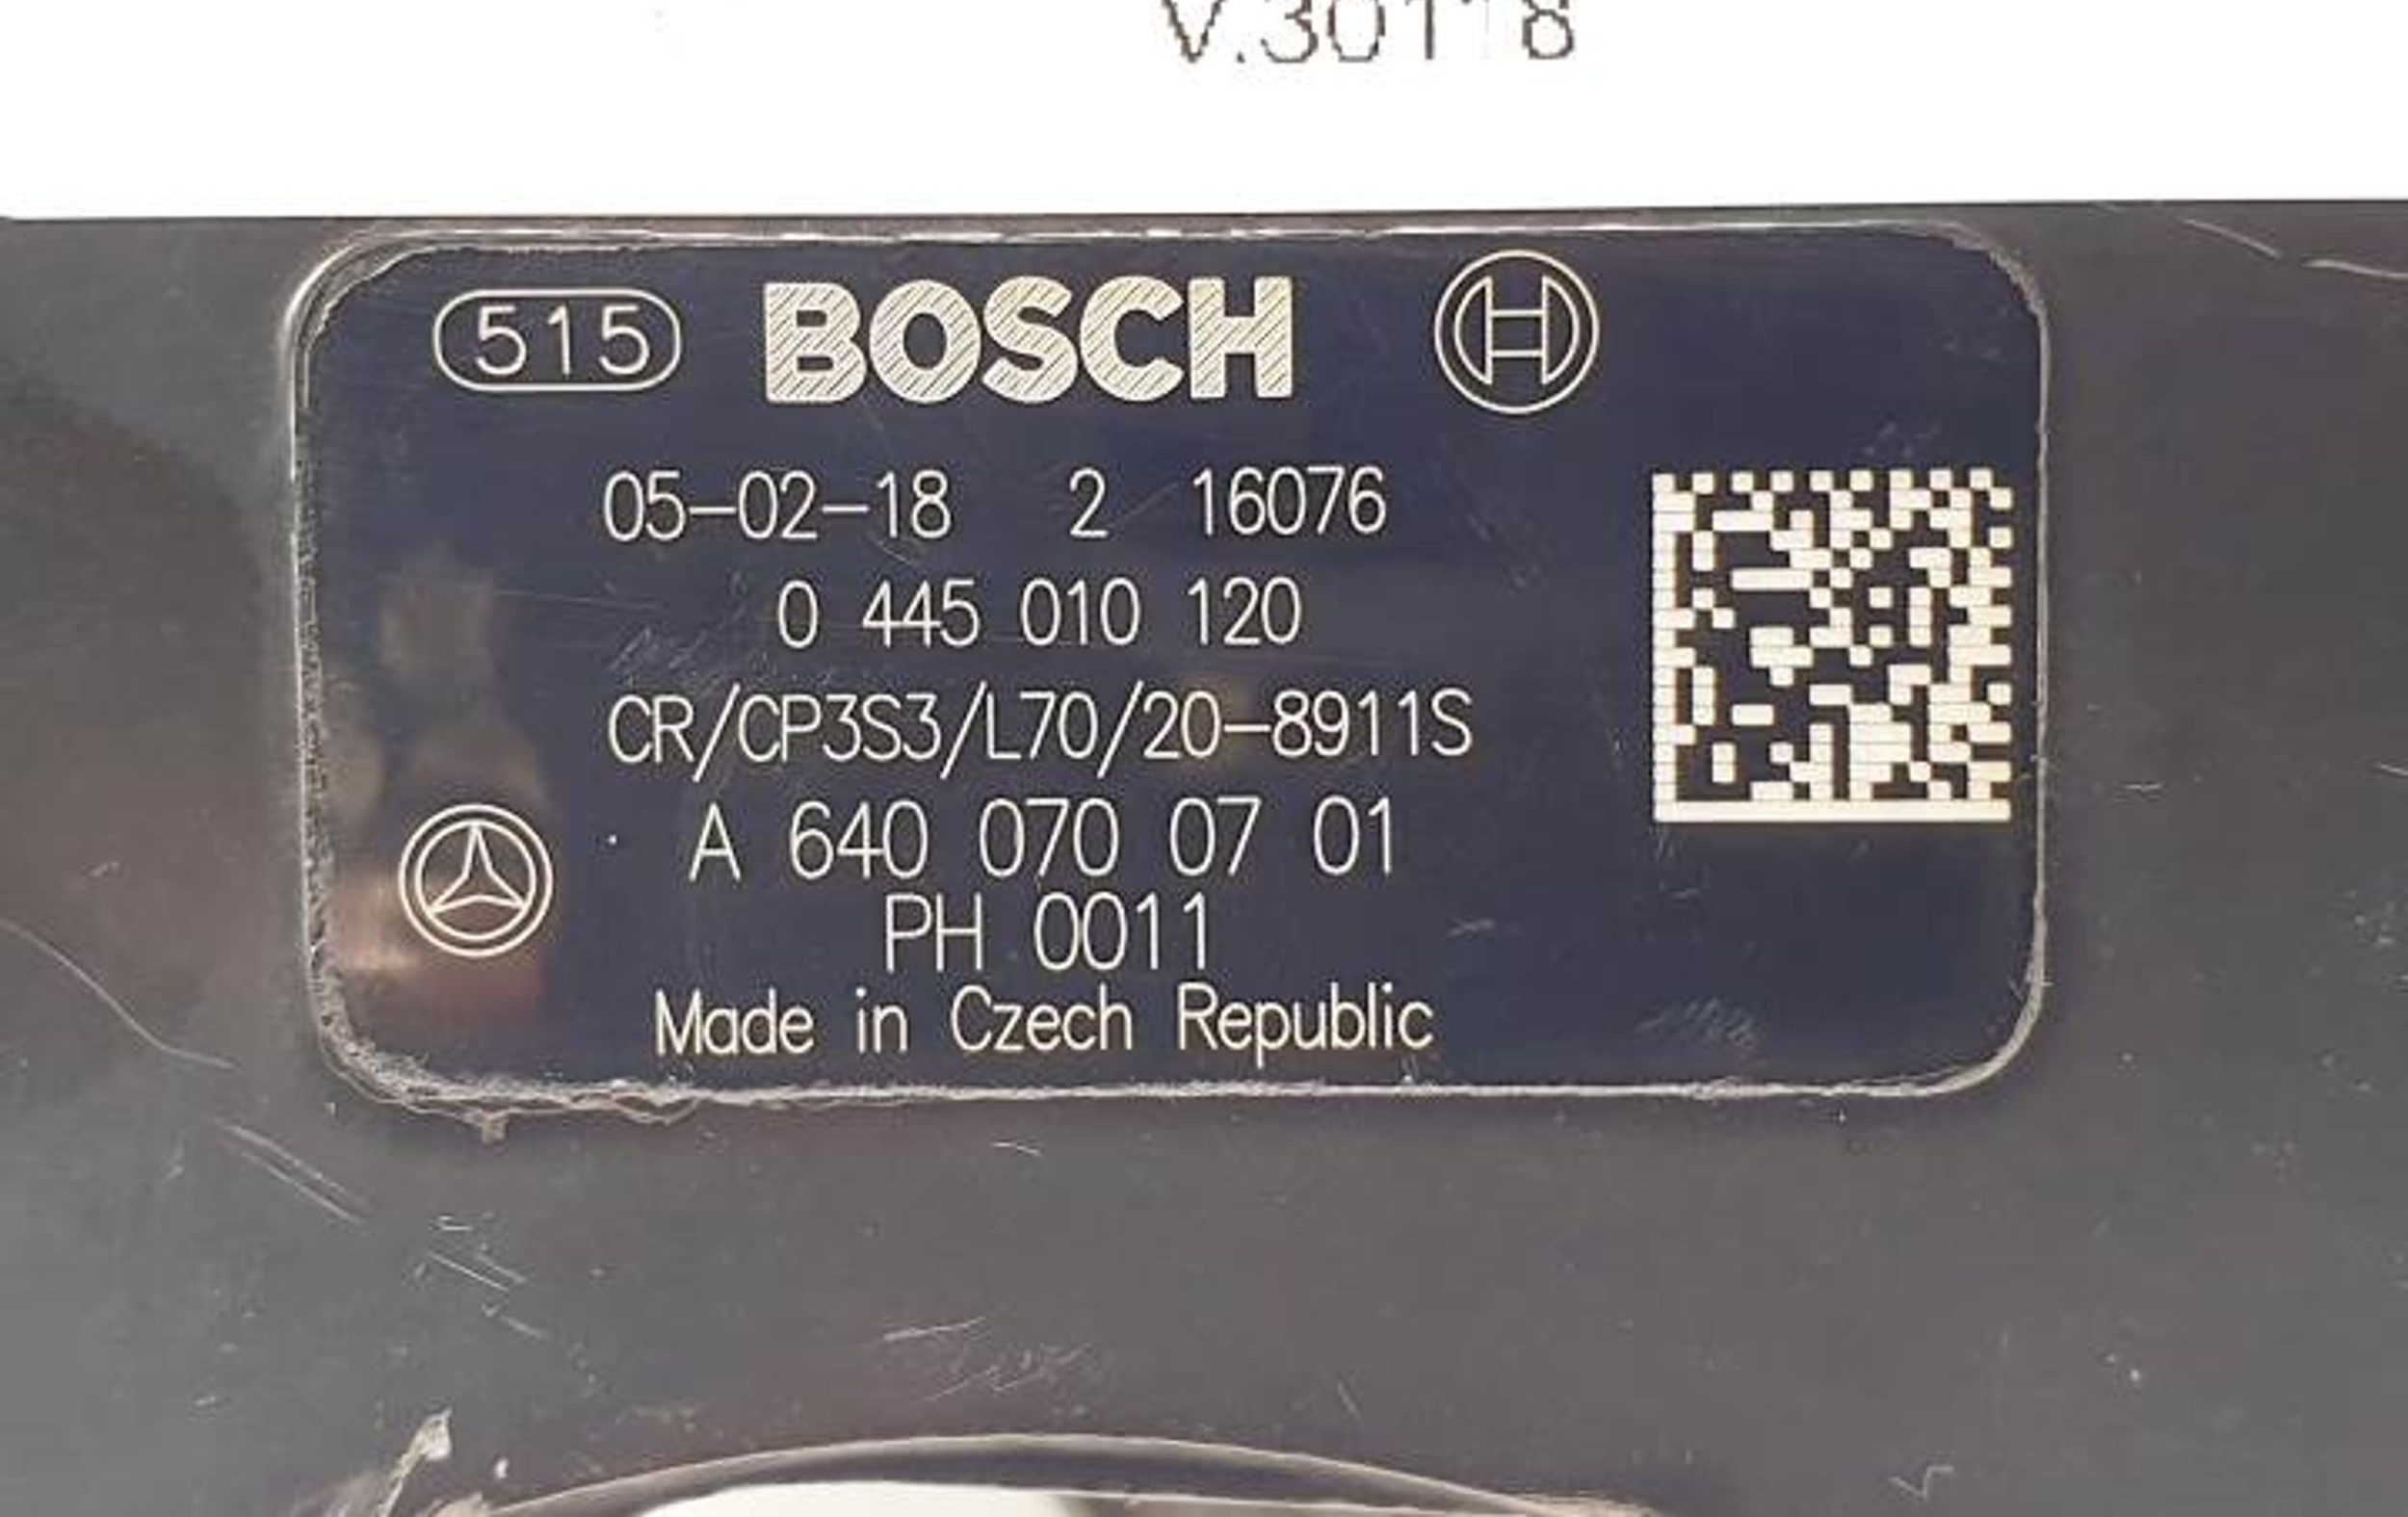 V.30118
515 BOSCH
05-02-18 2 16076
0 445 010 120
CR/CP3S3/L70/20-8911S
A 640 070 07 01
PH 0011
Made in Czech Republic